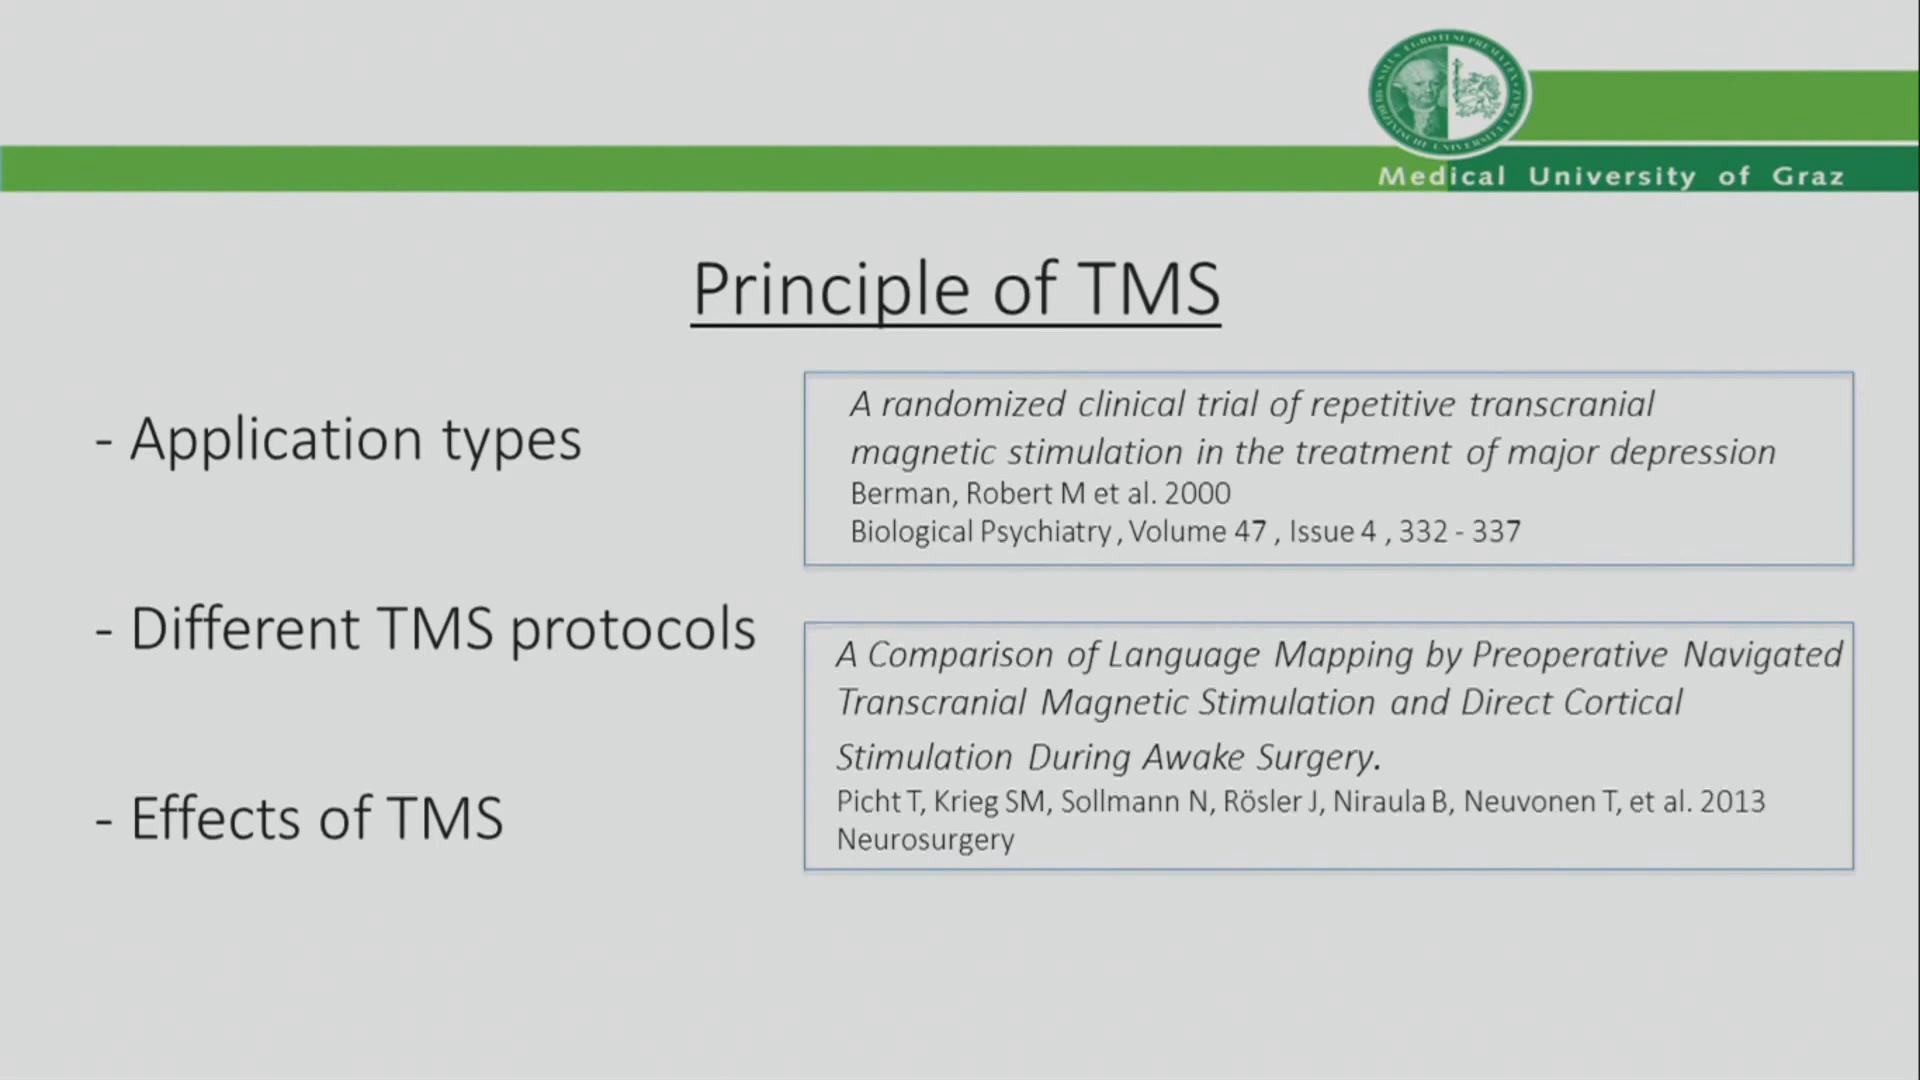 Medical University of Graz
Principle of TMS
- Application types
- Different TMS protocols
- Effects of TMS
A randomized clinical trial of repetitive transcranial
magnetic stimulation in the treatment of major depression
Berman, Robert M et al. 2000
Biological Psychiatry , Volume 47 , Issue 4 , 332 - 337
A Comparison of Language Mapping by Preoperative Navigated
Transcranial Magnetic Stimulation and Direct Cortical
Stimulation During Awake Surgery.
Picht T, Krieg SM, Sollmann N, Rösler J, Niraula B, Neuvonen T, et al. 2013
Neurosurgery